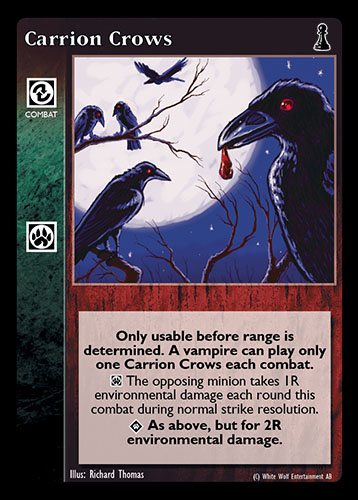 Carrion Crows
COMBAT
Only usable before range is
determined. A vampire can play only
one Carrion Crows each combat.
The opposing minion takes 1R
environmental damage each round this
combat during normal strike resolution.
As above, but for 2R
environmental damage.
Illus: Richard Thomas
(C) White Wolf Entertainment AB